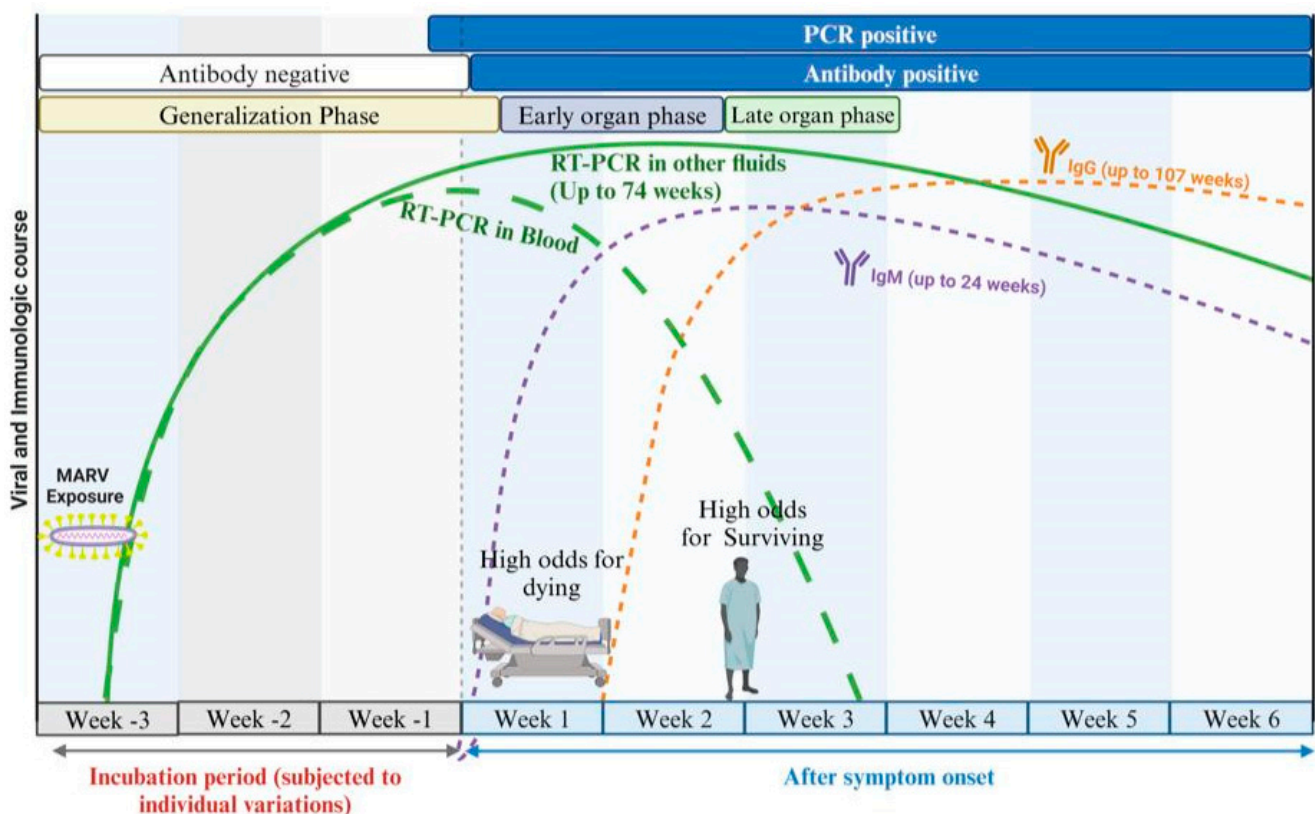 PCR positive
Antibody negative
Antibody positive
Generalization Phase
Early organ phase
Late organ phase
RT-PCR in other fluids
(Up to 74 weeks)
RT-PCR in Blood
IgG (up to 107 weeks)
IgM (up to 24 weeks)
Viral and Immunologic course
MARV
Exposure
High odds for
dying
High odds
for Surviving
Week -3
Week -2
Week -1
Week 1
Week 2
Week 3
Week 4
Week 5
Week 6
Incubation period (subjected to
individual variations)
After symptom onset